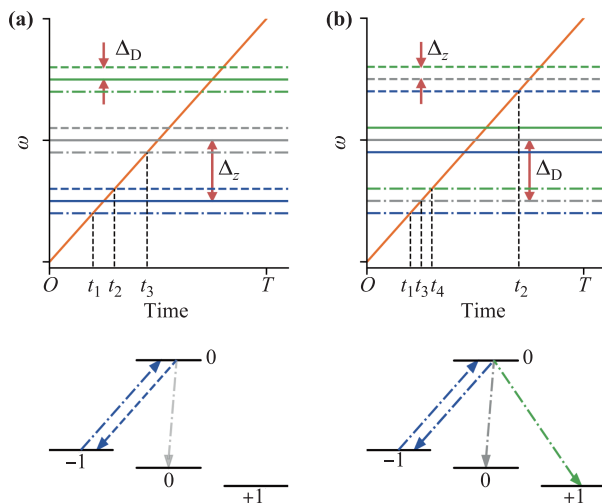 (a)
Δ_D
ω
Δ_z
O t_1 t_2 t_3 T
Time
0
−1
0
+1
(b)
Δ_z
ω
Δ_D
O t_1 t_3 t_4 t_2 T
Time
0
−1
0
+1